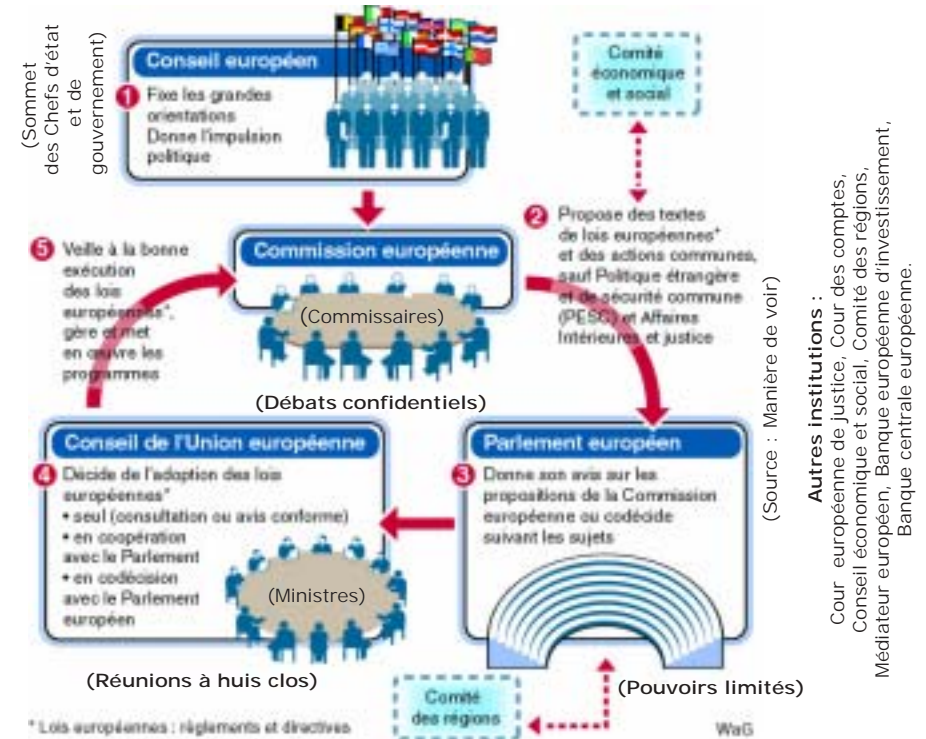 (Sommet
des Chefs d'état
et de
gouvernement)
Conseil européen
1 Fixe les grandes
orientations
Donne l'impulsion
politique
Comité
économique
et social
2 Propose des textes
de lois européennes*
et des actions communes,
sauf Politique étrangère
et de sécurité commune
(PESC) et Affaires
Intérieures et justice
5 Veille à la bonne
exécution
des lois
européennes*,
gère et met
en œuvre les
programmes
Commission européenne
(Commissaires)
(Débats confidentiels)
Conseil de l'Union européenne
4 Décide de l'adoption des lois
européennes*
• seul (consultation ou avis conforme)
• en coopération
avec le Parlement
• en codécision
avec le Parlement
européen
(Ministres)
(Réunions à huis clos)
Parlement européen
3 Donne son avis sur les
propositions de la Commission
européenne ou codécide
suivant les sujets
(Pouvoirs limités)
Comité
des régions
* Lois européennes : règlements et directives
WaG
(Source : Manière de voir)
Autres institutions :
Cour européenne de justice, Cour des comptes,
Conseil économique et social, Comité des régions,
Médiateur européen, Banque européenne d'investissement,
Banque centrale européenne.